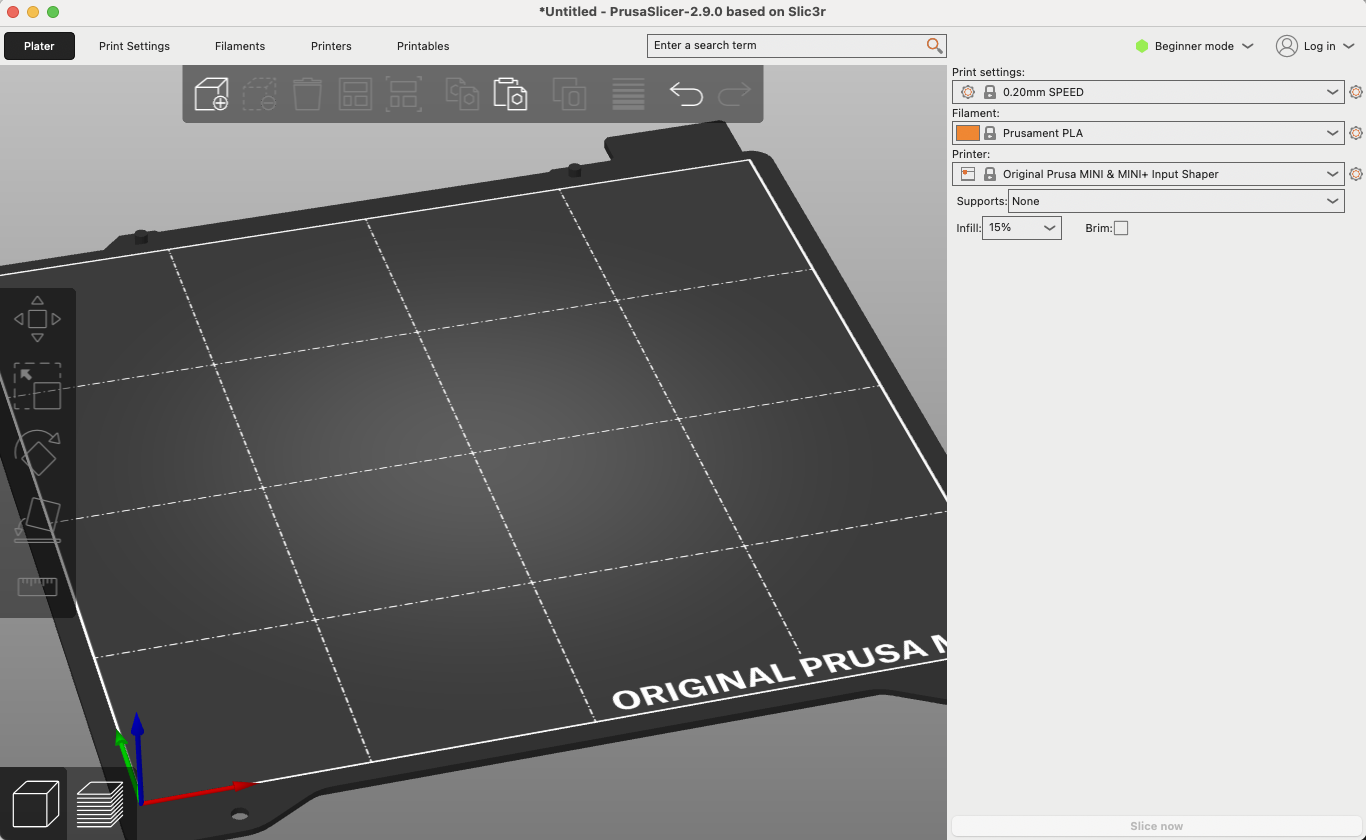 *Untitled - PrusaSlicer-2.9.0 based on Slic3r
Plater
Print Settings
Filaments
Printers
Printables
Enter a search term
Beginner mode
Log in
Print settings:
0.20mm SPEED
Filament:
Prusament PLA
Printer:
Original Prusa MINI & MINI+ Input Shaper
Supports: None
Infill: 15%
Brim:
ORIGINAL PRUSA M
Slice now